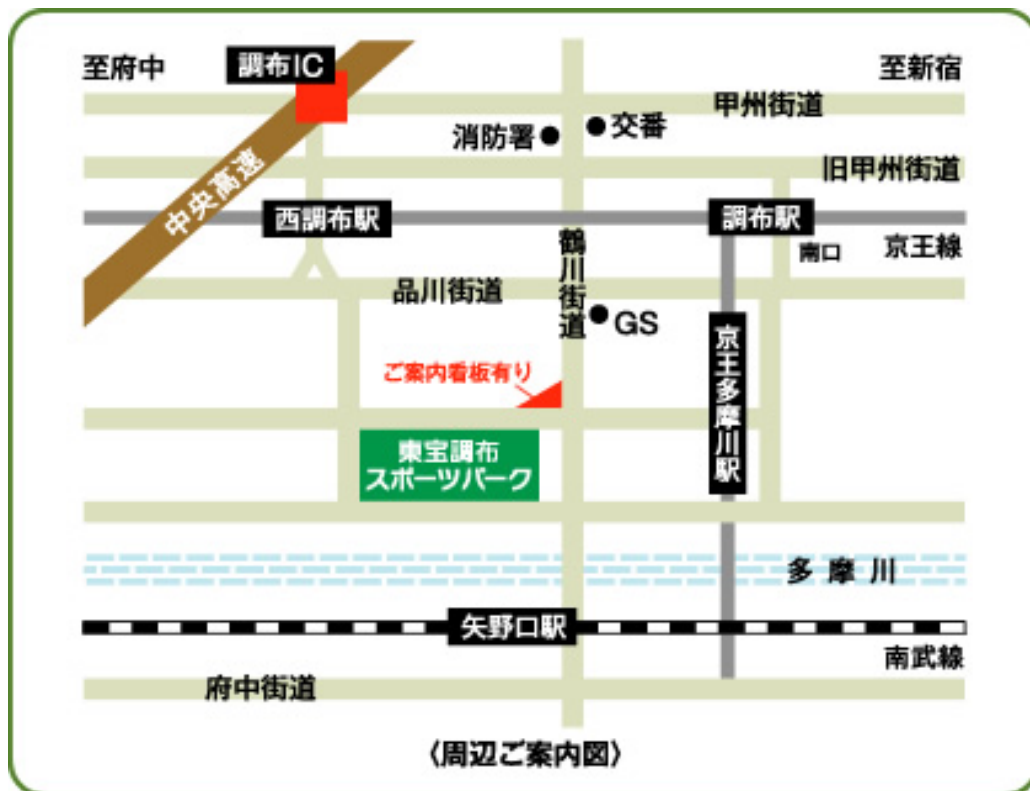 調布IC
至府中
至新宿
甲州街道
消防署
交番
中央高速
旧甲州街道
西調布駅
調布駅
鶴川街道
南口
京王線
品川街道
GS
京王多摩川駅
ご案内看板有り
東宝調布
スポーツパーク
多摩川
矢野口駅
南武線
府中街道
〈周辺ご案内図〉